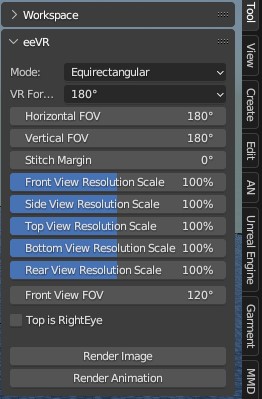 Workspace
eeVR
Mode: Equirectangular
VR For... 180°
Horizontal FOV 180°
Vertical FOV 180°
Stitch Margin 0°
Front View Resolution Scale 100%
Side View Resolution Scale 100%
Top View Resolution Scale 100%
Bottom View Resolution Scale 100%
Rear View Resolution Scale 100%
Front View FOV 120°
Top is RightEye
Render Image
Render Animation
Tool
View
Create
Edit
AN
Unreal Engine
Garment
MMD